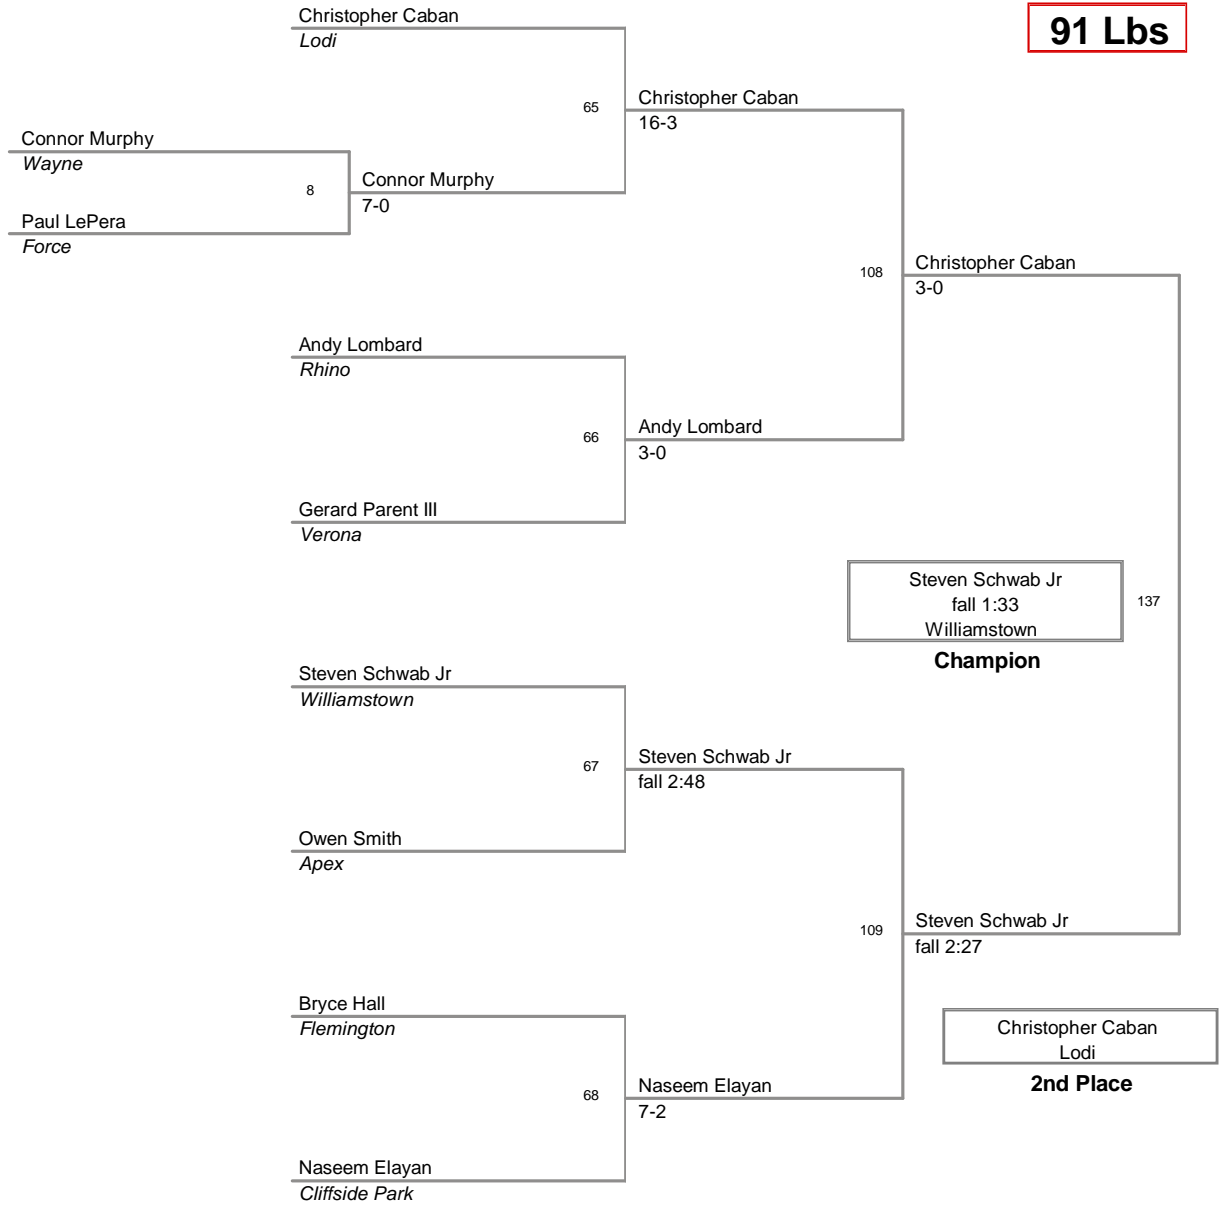 Christopher Caban
Lodi
91 Lbs
65
Christopher Caban
16-3
Connor Murphy
Wayne
8
Connor Murphy
7-0
Paul LePera
Force
108
Christopher Caban
3-0
Andy Lombard
Rhino
66
Andy Lombard
3-0
Gerard Parent III
Verona
Steven Schwab Jr
fall 1:33
Williamstown
137
Champion
Steven Schwab Jr
Williamstown
67
Steven Schwab Jr
fall 2:48
Owen Smith
Apex
109
Steven Schwab Jr
fall 2:27
Bryce Hall
Flemington
Christopher Caban
Lodi
2nd Place
68
Naseem Elayan
7-2
Naseem Elayan
Cliffside Park